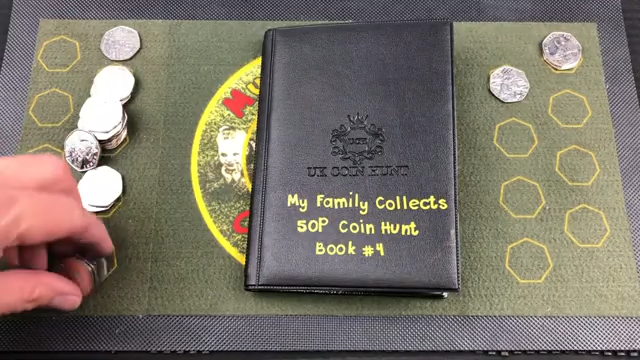 UK COIN HUNT
My Family Collects
50P Coin Hunt
Book #4